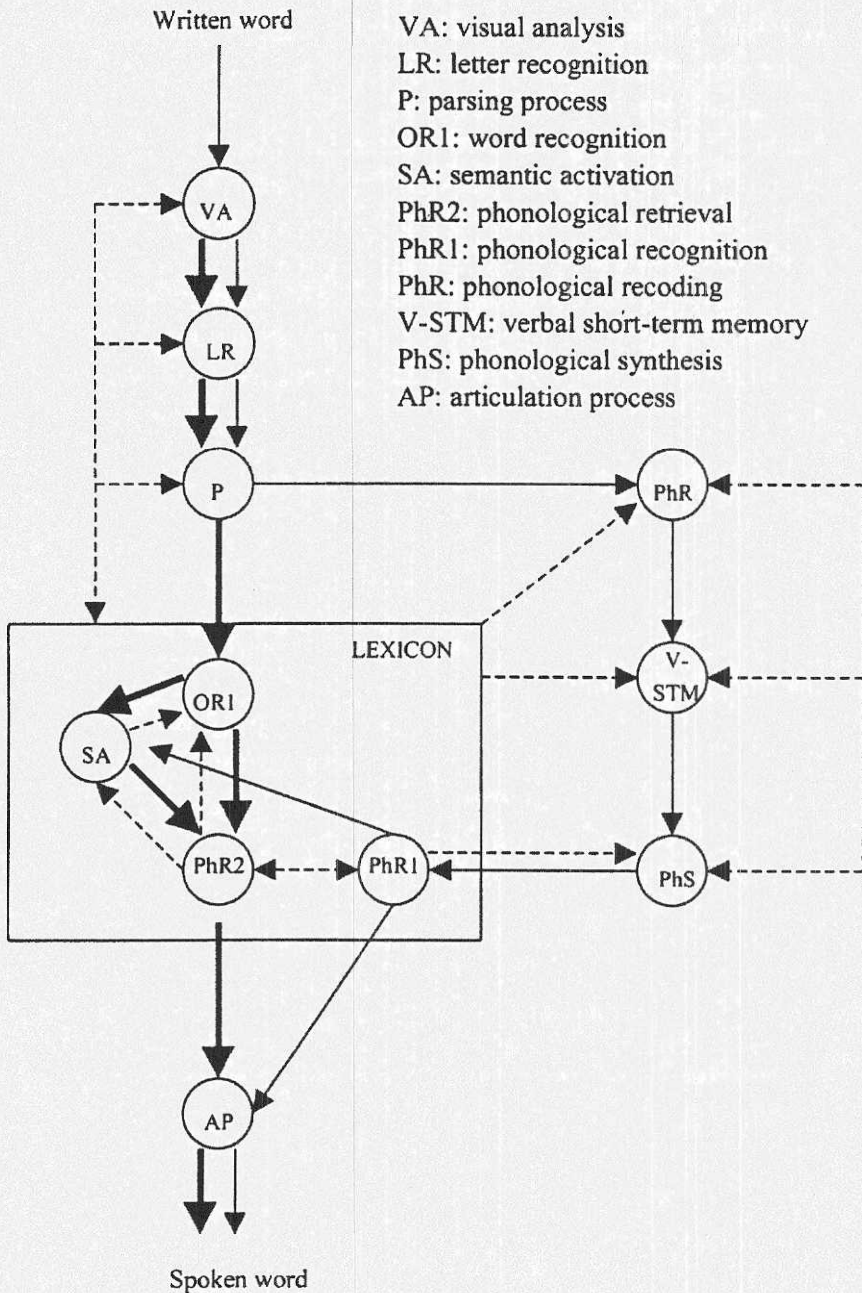 Written word
VA: visual analysis
LR: letter recognition
P: parsing process
OR1: word recognition
SA: semantic activation
PhR2: phonological retrieval
PhR1: phonological recognition
PhR: phonological recoding
V-STM: verbal short-term memory
PhS: phonological synthesis
AP: articulation process
VA
LR
P
PhR
LEXICON
OR1
V-
STM
SA
PhR2
PhR1
PhS
AP
Spoken word